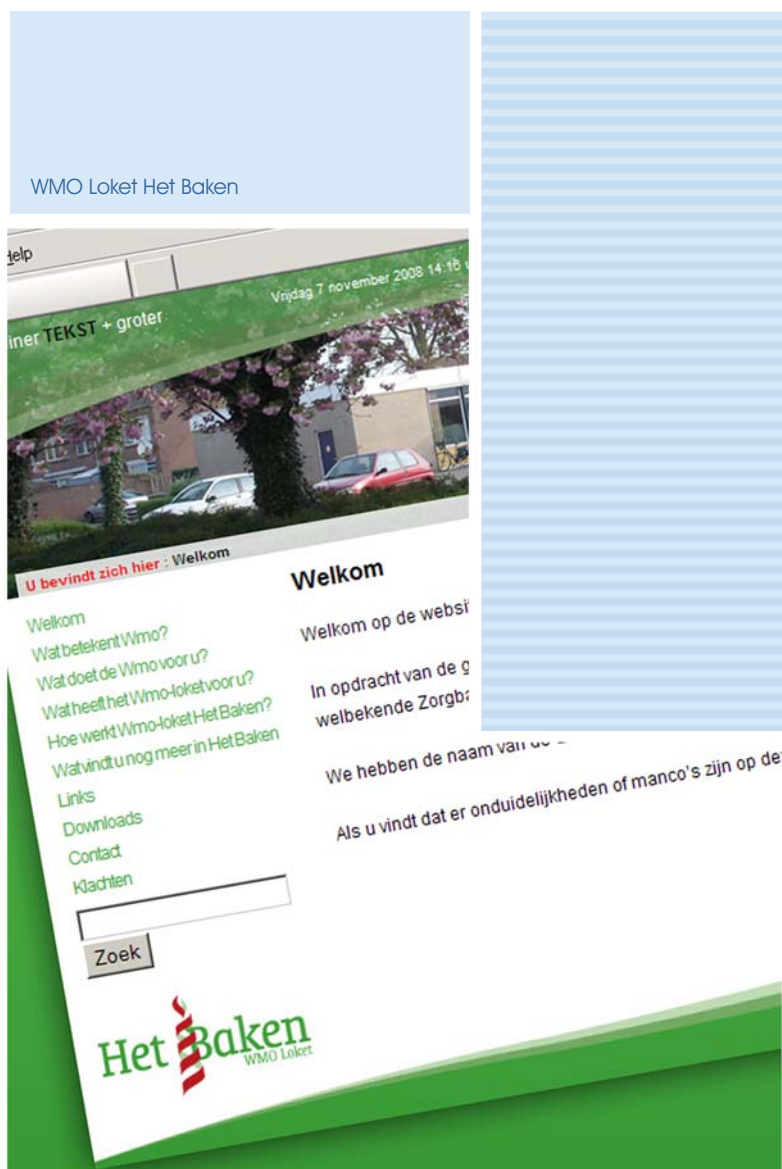 WMO Loket Het Baken
Help
TEKST + groter
Vrijdag 7 november 2008 14:16
U bevindt zich hier : Welkom
Welkom
Wat betekent Wmo?
Wat doet de Wmo voor u?
Wat heeft het Wmo-loket voor u?
Hoe werkt Wmo-loket Het Baken?
Wat vindt u nog meer in Het Baken
Links
Downloads
Contact
Klachten
Zoek
Welkom
Welkom op de
In opdracht van de
welbekende
We hebben de naam van
Als u vindt dat er onduidelijkheden of manco's zijn op
Het Baken
WMO Loket